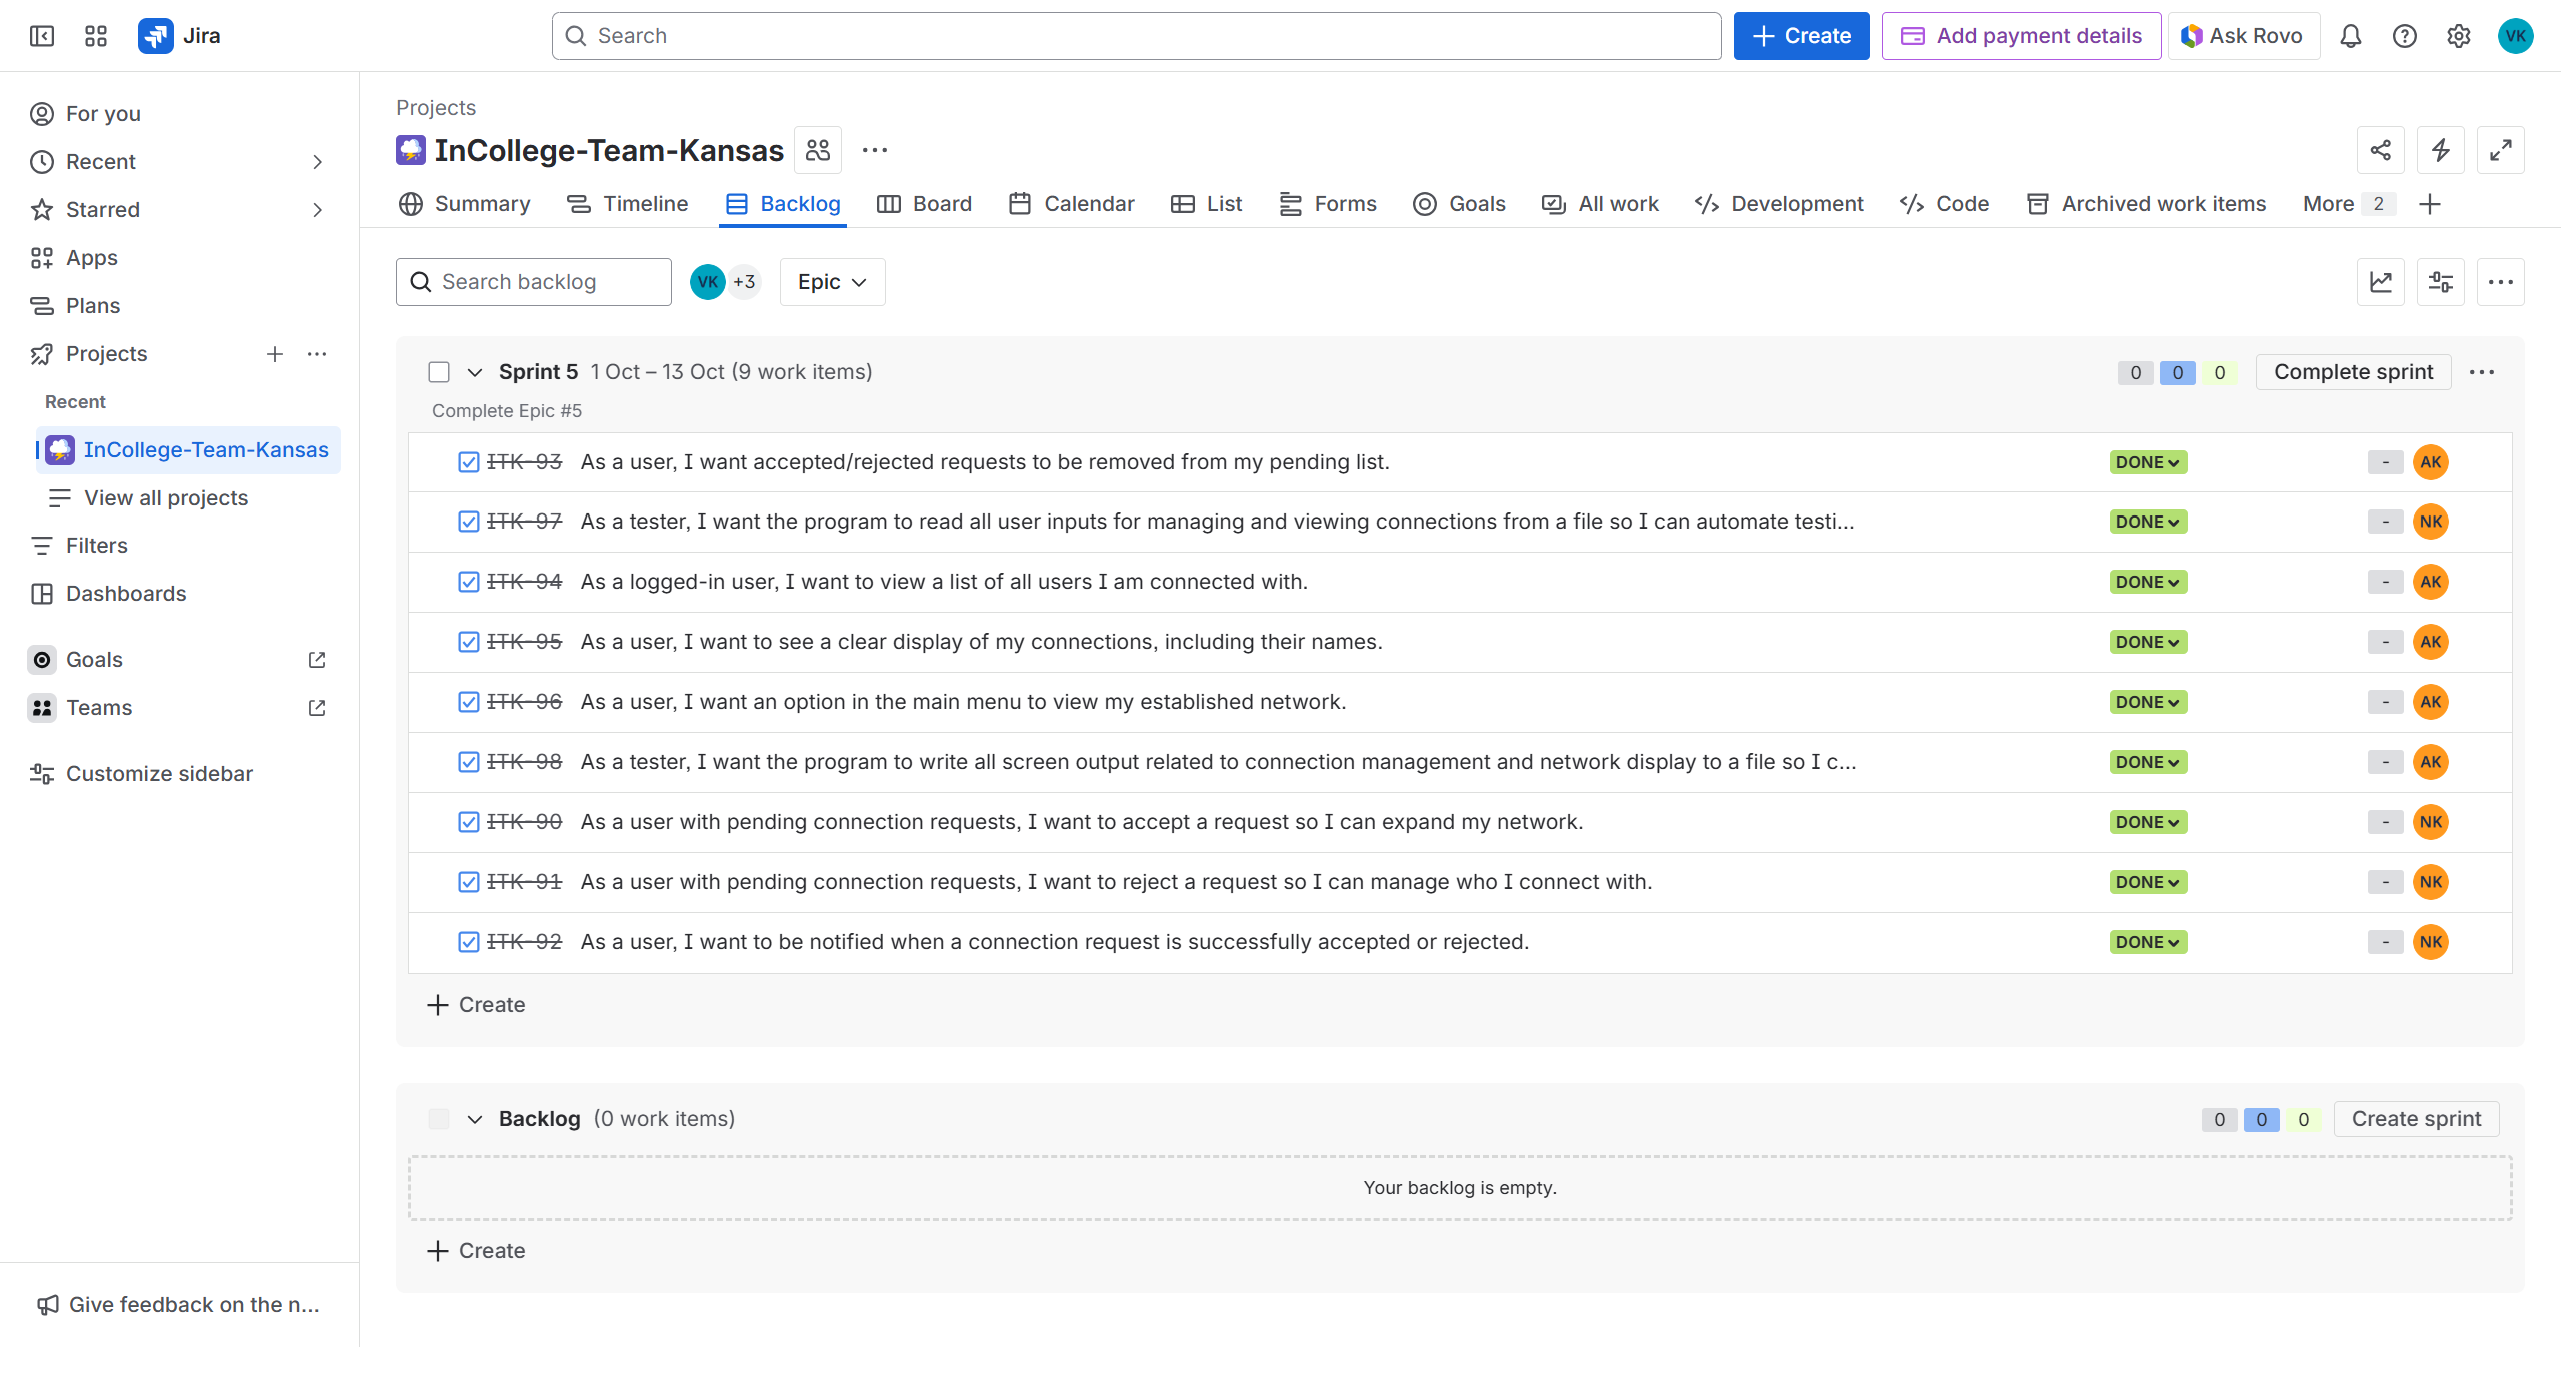 Jira
Search
Create
Add payment details
Ask Rovo
VK
For you
Recent
Starred
Apps
Plans
Projects
Recent
InCollege-Team-Kansas
View all projects
Filters
Dashboards
Goals
Teams
Customize sidebar
Give feedback on the n...
Projects
InCollege-Team-Kansas
Summary Timeline Backlog Board Calendar List Forms Goals All work Development Code Archived work items More 2
Search backlog VK +3 Epic
Sprint 5 1 Oct – 13 Oct (9 work items) 0 0 0 Complete sprint
Complete Epic #5
ITK-93 As a user, I want accepted/rejected requests to be removed from my pending list. DONE - AK
ITK-97 As a tester, I want the program to read all user inputs for managing and viewing connections from a file so I can automate testi... DONE - NK
ITK-94 As a logged-in user, I want to view a list of all users I am connected with. DONE - AK
ITK-95 As a user, I want to see a clear display of my connections, including their names. DONE - AK
ITK-96 As a user, I want an option in the main menu to view my established network. DONE - AK
ITK-98 As a tester, I want the program to write all screen output related to connection management and network display to a file so I c... DONE - AK
ITK-90 As a user with pending connection requests, I want to accept a request so I can expand my network. DONE - NK
ITK-91 As a user with pending connection requests, I want to reject a request so I can manage who I connect with. DONE - NK
ITK-92 As a user, I want to be notified when a connection request is successfully accepted or rejected. DONE - NK
Create
Backlog (0 work items) 0 0 0 Create sprint
Your backlog is empty.
Create